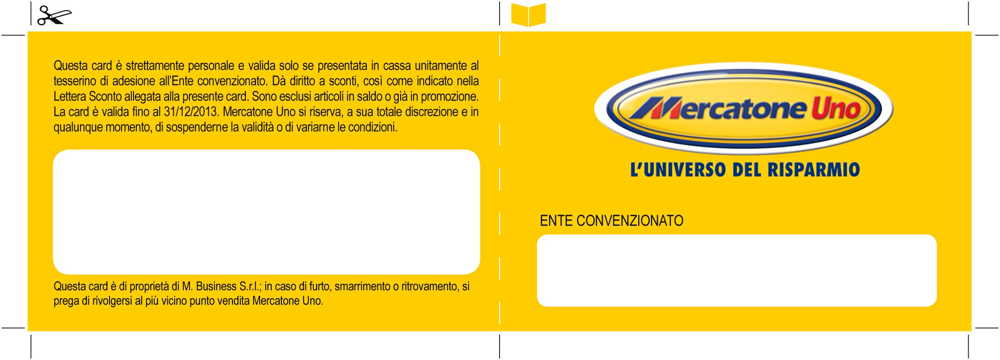 Questa card è strettamente personale e valida solo se presentata in cassa unitamente al
tesserino di adesione all’Ente convenzionato. Dà diritto a sconti, così come indicato nella
Lettera Sconto allegata alla presente card. Sono esclusi articoli in saldo o già in promozione.
La card è valida fino al 31/12/2013. Mercatone Uno si riserva, a sua totale discrezione e in
qualunque momento, di sospenderne la validità o di variarne le condizioni.
Questa card è di proprietà di M. Business S.r.l.; in caso di furto, smarrimento o ritrovamento, si
prega di rivolgersi al più vicino punto vendita Mercatone Uno.
Mercatone Uno
L’UNIVERSO DEL RISPARMIO
ENTE CONVENZIONATO